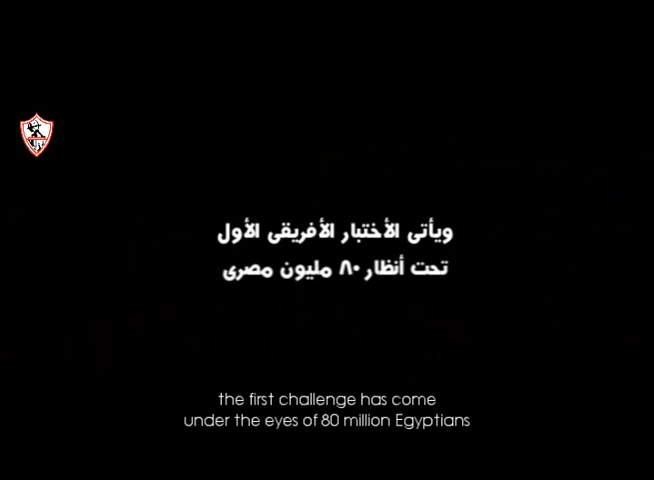 ويأتى الأختبار الأفريقى الأول
تحت أنظار ٨٠ مليون مصرى
the first challenge has come
under the eyes of 80 million Egyptians